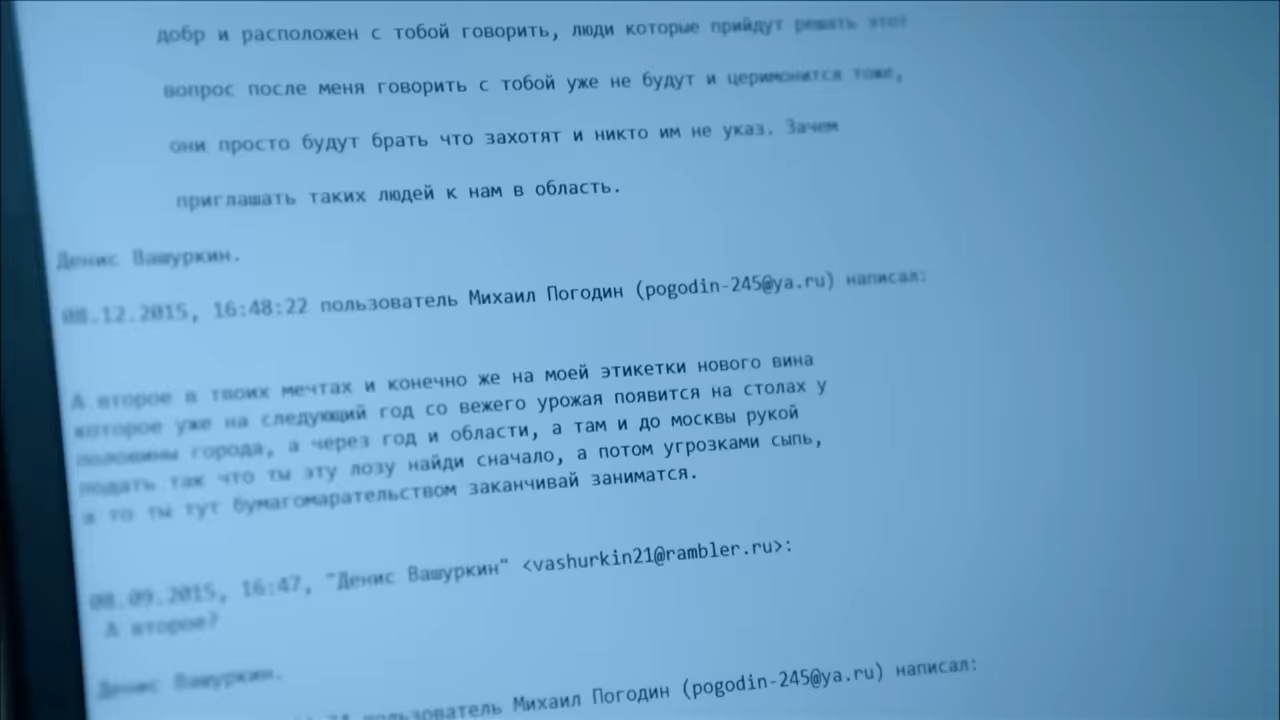 добр и расположен с тобой говорить, люди которые прийдут решать этот
вопрос после меня говорить с тобой уже не будут и церимонится тоже,
они просто будут брать что захотят и никто им не указ. Зачем
приглашать таких людей к нам в область.
Денис Вашуркин.
08.12.2015, 16:48:22 пользователь Михаил Погодин (pogodin-245@ya.ru) написал:
А второе в твоих мечтах и конечно же на моей этикетки нового вина
которое уже на следующий год со вежего урожая появится на столах у
половины города, а через год и области, а там и до москвы рукой
подать так что ты эту лозу найди сначало, а потом угрозками сыпь,
а то ты тут бумагомарательством заканчивай заниматся.
08.09.2015, 16:47, "Денис Вашуркин" <vashurkin21@rambler.ru>:
А второе?
Денис Вашуркин.
пользователь Михаил Погодин (pogodin-245@ya.ru) написал: